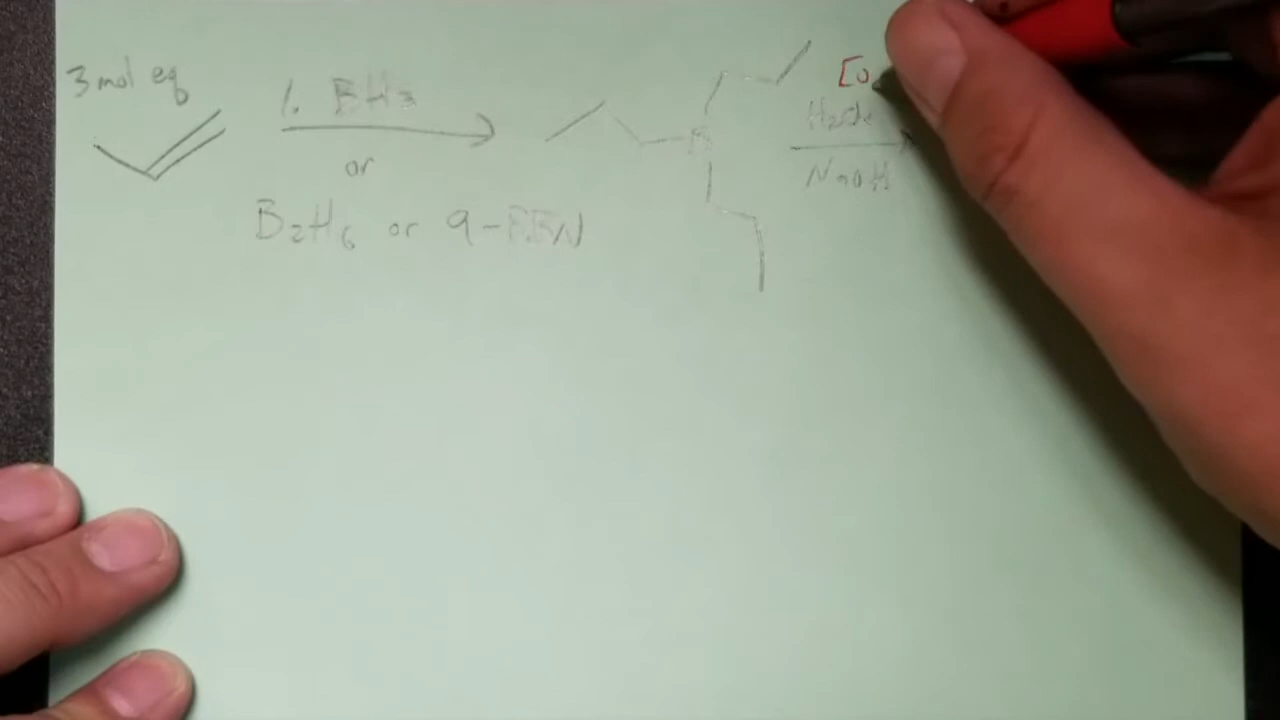 3 mol eq
1. BH3
or
B2H6 or 9-BBN
B
[o
H2O2
NaOH